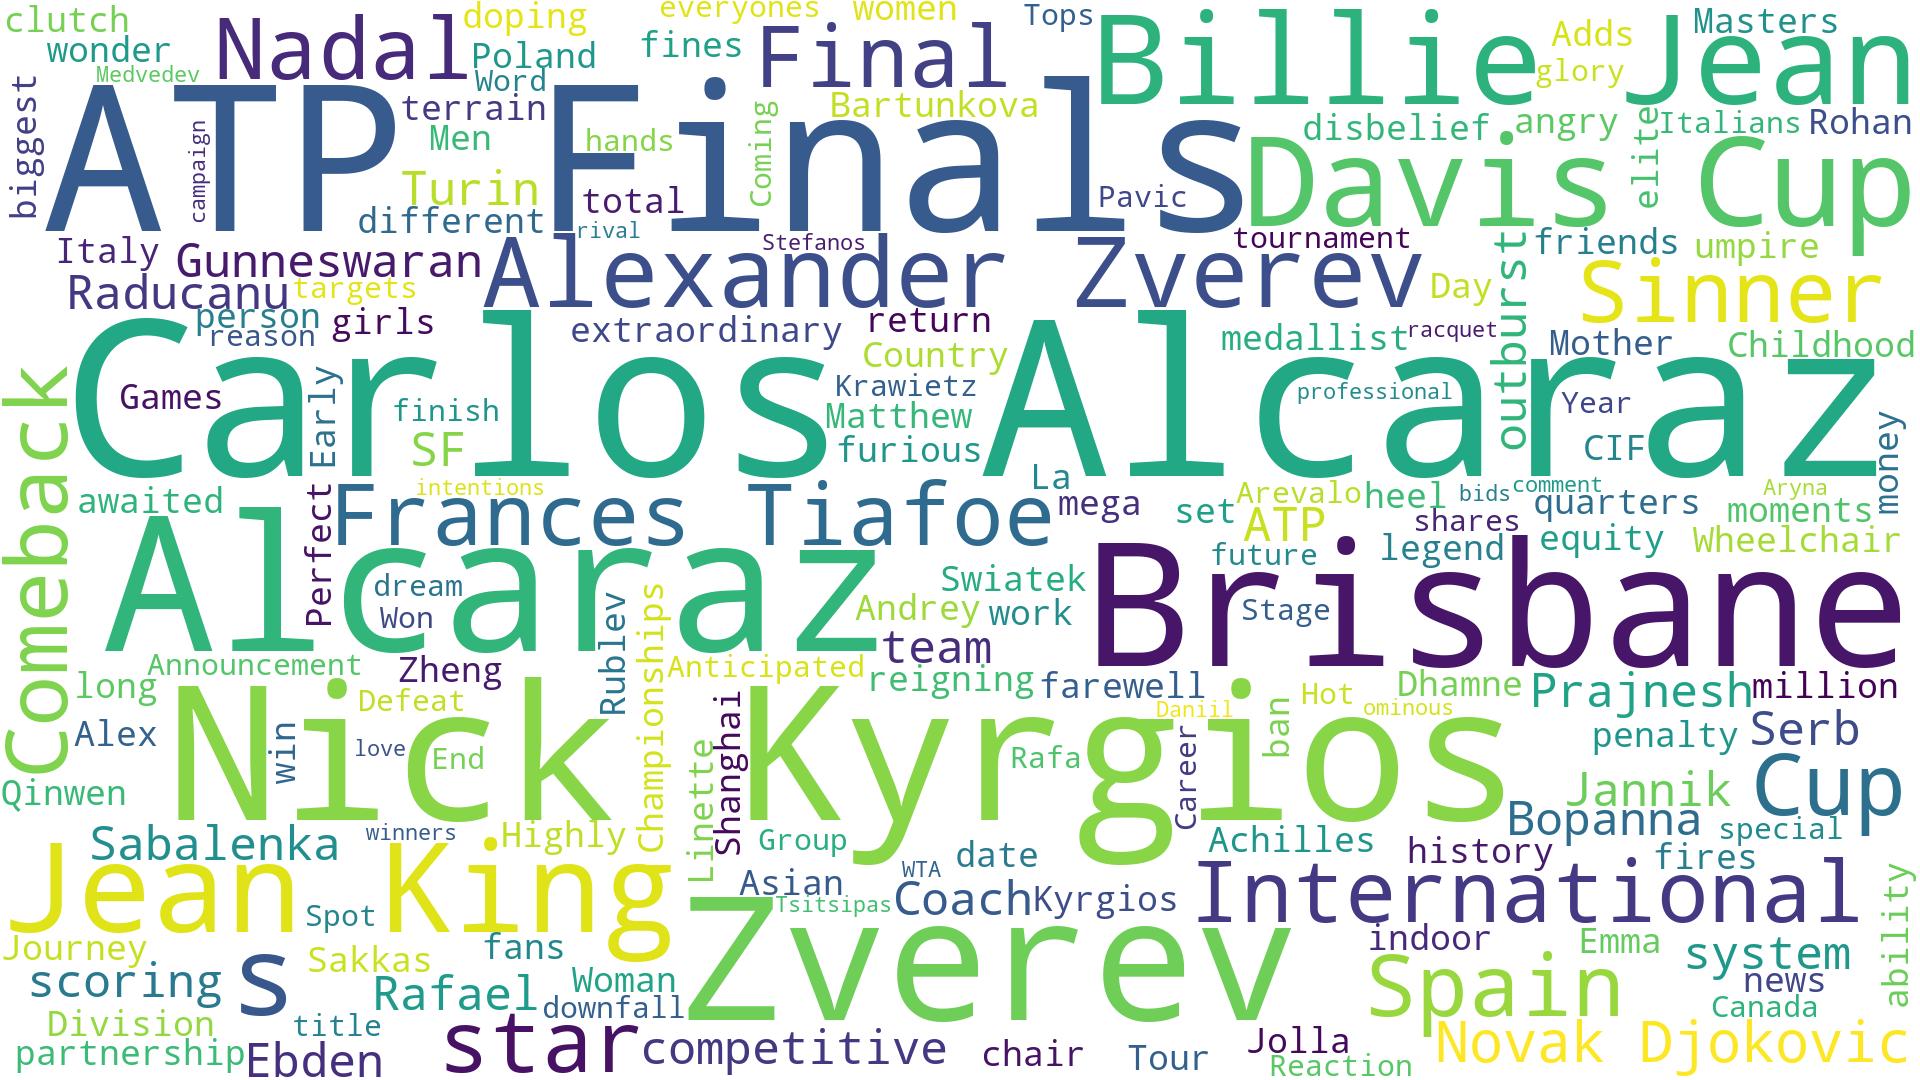 clutch
everyones
women
Tops
Billie Jean
Masters
doping
Nadal
Final
Adds
wonder
Poland
fines
glory
Medvedev
Word
biggest
ATP Finals
terrain
Coming
Bartunkova
disbelief
angry
elite
Italians
Rohan
campaign
Men
hands
Davis Cup
Turin
total
Pavic
different
rival
Stefanos
tournament
outburst
friends
umpire
Italy
Gunneswaran
Alexander Zverev
Raducanu
targets
Day
Sinner
person
girls
extraordinary
return
medallist
racquet
reason
Mother
Childhood
Carlos Alcaraz
Country
Comeback
Games
Early
finish
Krawietz
professional
Year
Matthew
money
SF
furious
CIF
La
awaited
Perfect
intentions
Frances Tiafoe
mega
set
Arevalo
heel
bids
comment
quarters
Aryna
moments
ATP
shares
Alcaraz
future
legend
equity
Wheelchair
Brisbane
dream
Swiatek
Won
Rublev
Championships
Andrey
work
Stage
team
Announcement
Zheng
Anticipated
long
reigning
farewell
Hot
Dhamne
Prajnesh
million
Defeat
Shanghai
Daniil
ominous
Nick Kyrgios
Alex
win
love
End
Linette
Rafa
Career
ban
penalty
Serb
Qinwen
Jannik
Cup
Sabalenka
winners
Highly
Group
Achilles
Bopanna
special
Jean King
date
history
fires
WTA
Asian
Tsitsipas
Coach
Kyrgios
International
ability
Spot
Journey
fans
Zverev
indoor
Emma
system
Sakkas
scoring
s
Rafael
Woman
Spain
news
downfall
Canada
Division
title
star
partnership
Ebden
competitive
chair
Tour
Jolla
Novak Djokovic
Reaction